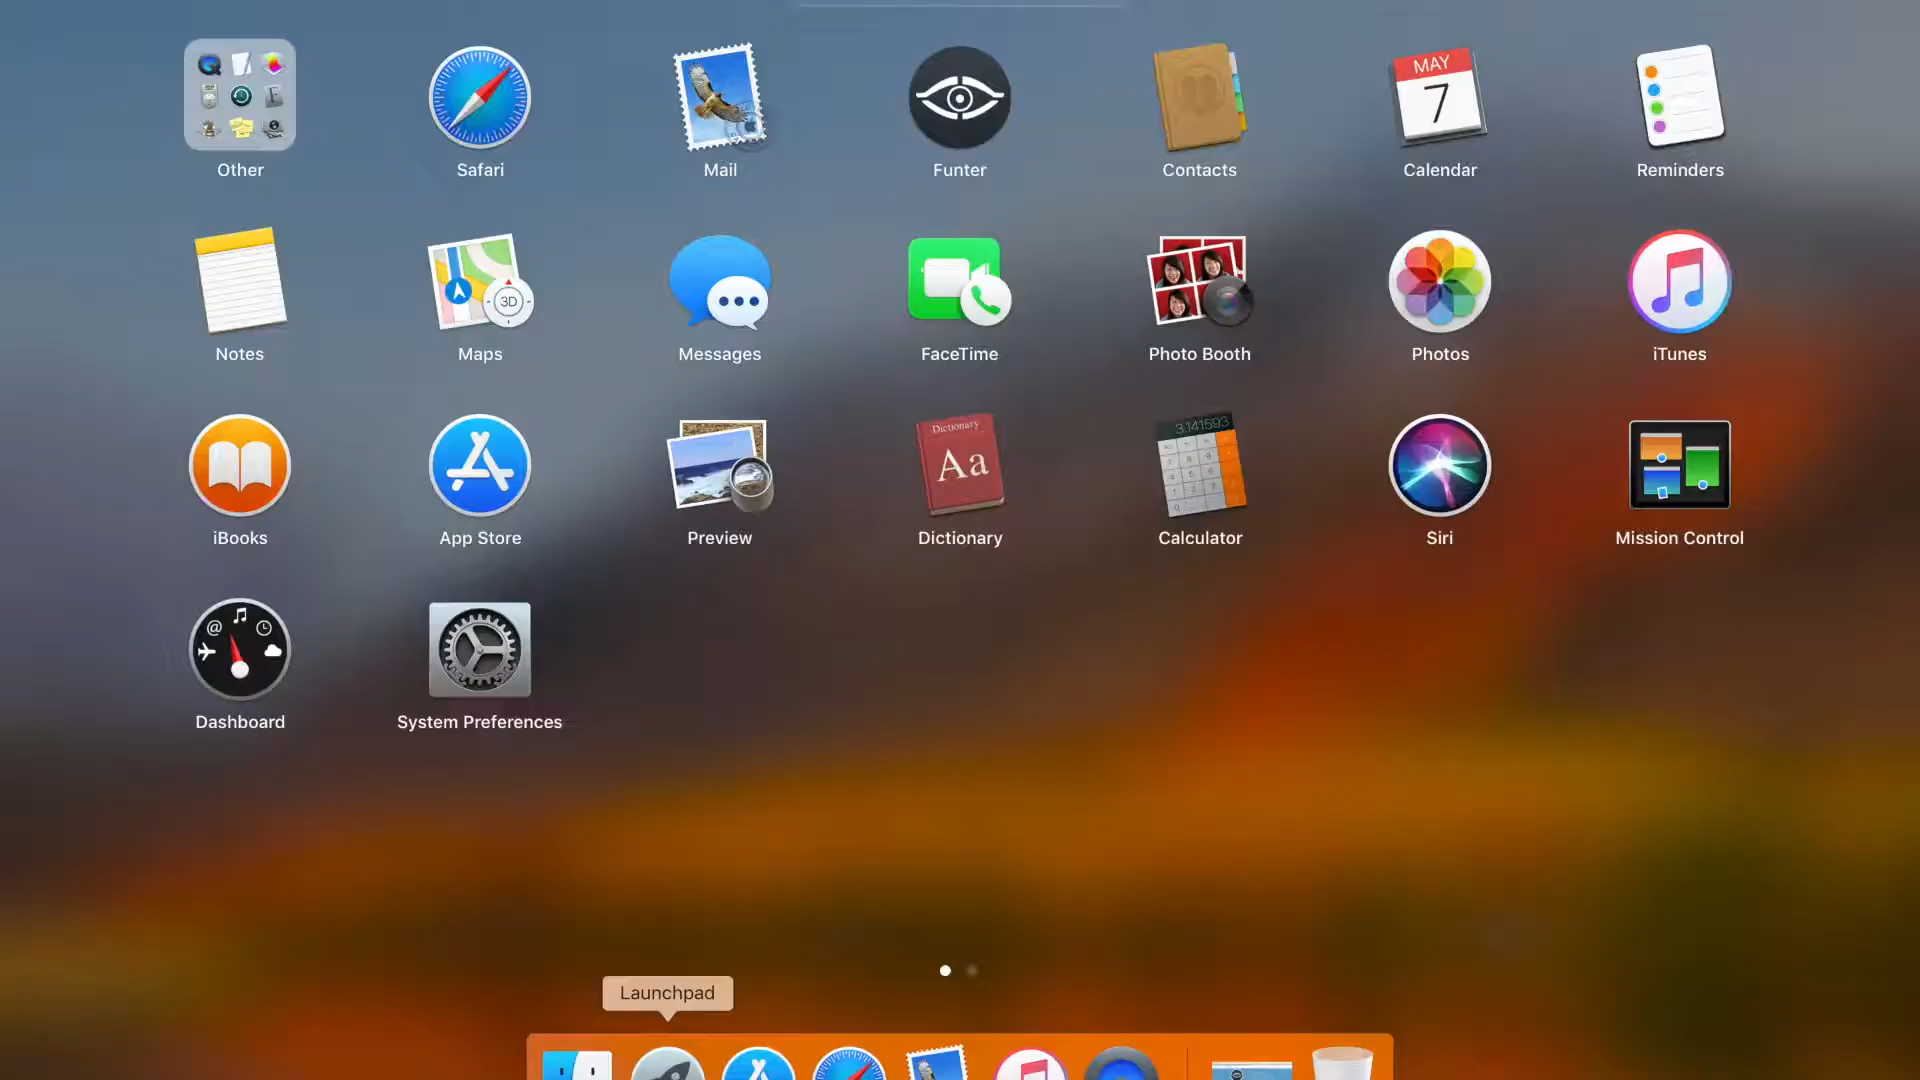 Other
Safari
Mail
Funter
Contacts
MAY
7
Calendar
Reminders
Notes
3D
Maps
Messages
FaceTime
Photo Booth
Photos
iTunes
iBooks
App Store
Preview
Dictionary
Aa
Dictionary
3.141593
Calculator
Siri
Mission Control
@
Dashboard
System Preferences
Launchpad